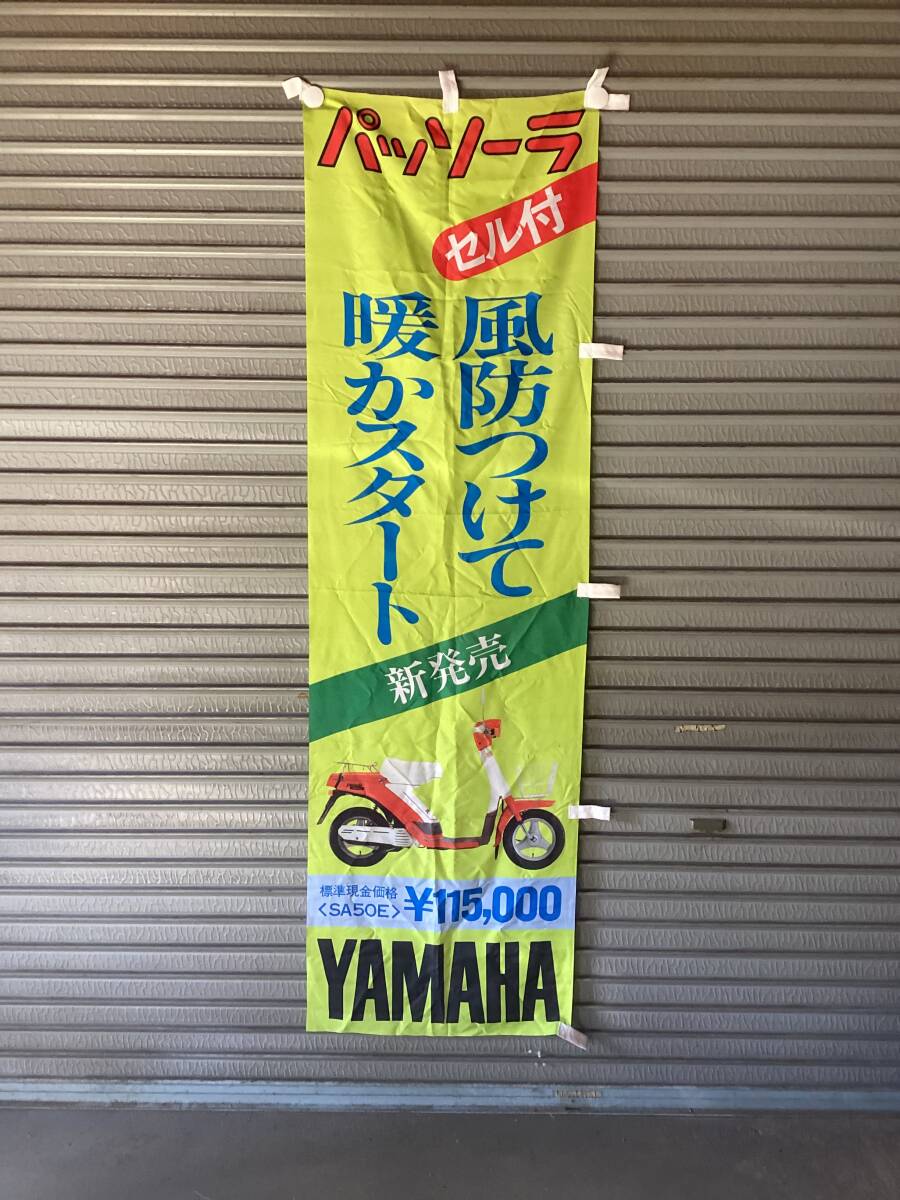 パッソーラ
セル付
風防つけて
暖かスタート
新発売
標準現金価格
<SA50E>
¥115,000
YAMAHA